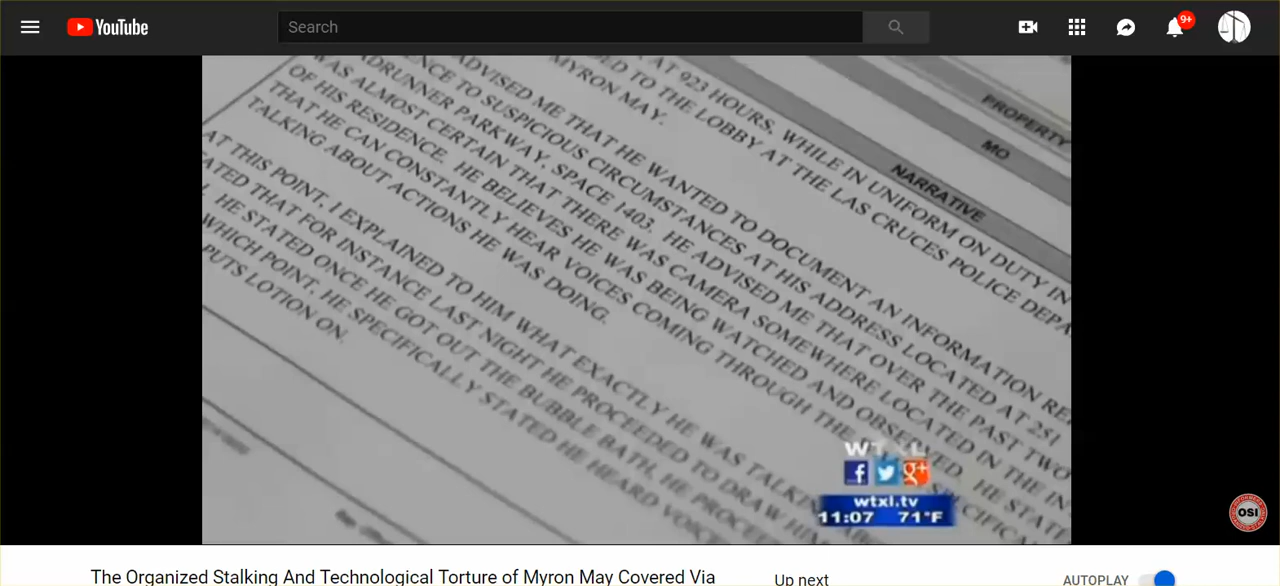 YouTube
Search
9+
PROPERTY
MO
NARRATIVE
AT 923 HOURS, WHILE IN UNIFORM ON DUTY IN
ED TO THE LOBBY AT THE LAS CRUCES POLICE DEPA
MYRON MAY.
ADVISED ME THAT HE WANTED TO DOCUMENT AN INFORMATION RE
ENCE TO SUSPICIOUS CIRCUMSTANCES AT HIS ADDRESS LOCATED AT 251
ADRUNNER PARKWAY, SPACE 1403. HE ADVISED ME THAT OVER THE PAST TWO
WAS ALMOST CERTAIN THAT THERE WAS CAMERA SOMEWHERE LOCATED IN THE IN
OF HIS RESIDENCE. HE BELIEVES HE WAS BEING WATCHED AND OBSERVED. HE STATE
THAT HE CAN CONSTANTLY HEAR VOICES COMING THROUGH THE
TALKING ABOUT ACTIONS HE WAS DOING.
AT THIS POINT, I EXPLAINED TO HIM WHAT EXACTLY HE WAS TALKIN
ATED THAT FOR INSTANCE LAST NIGHT HE PROCEEDED TO DRAW HIM
HE STATED ONCE HE GOT OUT THE BUBBLE BATH, HE PROCEE
WHICH POINT, HE SPECIFICALLY STATED HE HEARD VOICE
PUTS LOTION ON.
WTXL
wtxl.tv
11:07 71°F
OSI
The Organized Stalking And Technological Torture of Myron May Covered Via
Up next
AUTOPLAY